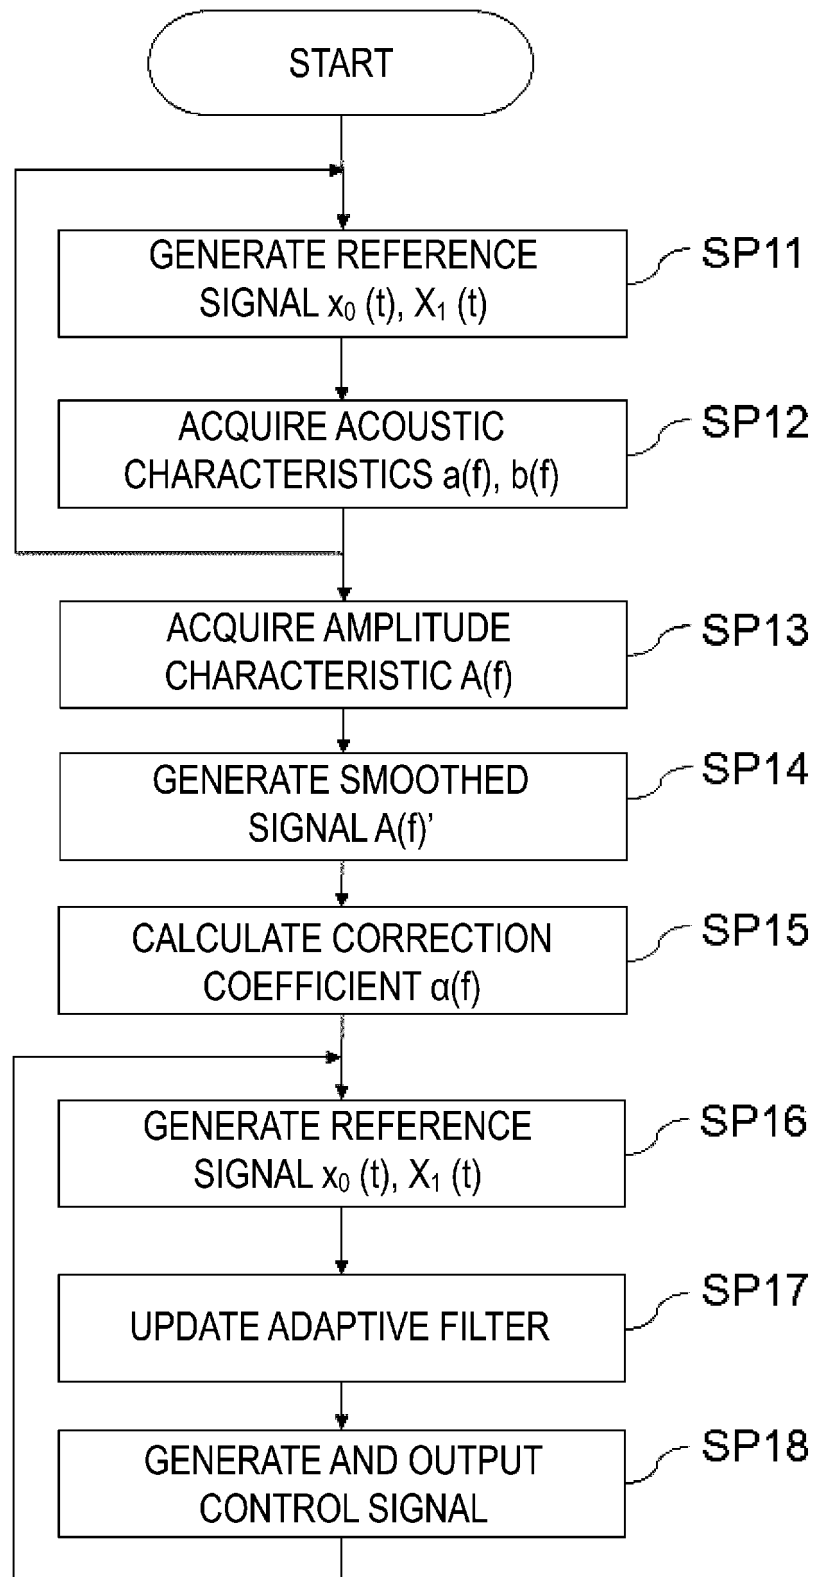 START
GENERATE REFERENCE
SIGNAL x₀ (t), X₁ (t)
SP11
ACQUIRE ACOUSTIC
CHARACTERISTICS a(f), b(f)
SP12
ACQUIRE AMPLITUDE
CHARACTERISTIC A(f)
SP13
GENERATE SMOOTHED
SIGNAL A(f)’
SP14
CALCULATE CORRECTION
COEFFICIENT α(f)
SP15
GENERATE REFERENCE
SIGNAL x₀ (t), X₁ (t)
SP16
UPDATE ADAPTIVE FILTER
SP17
GENERATE AND OUTPUT
CONTROL SIGNAL
SP18